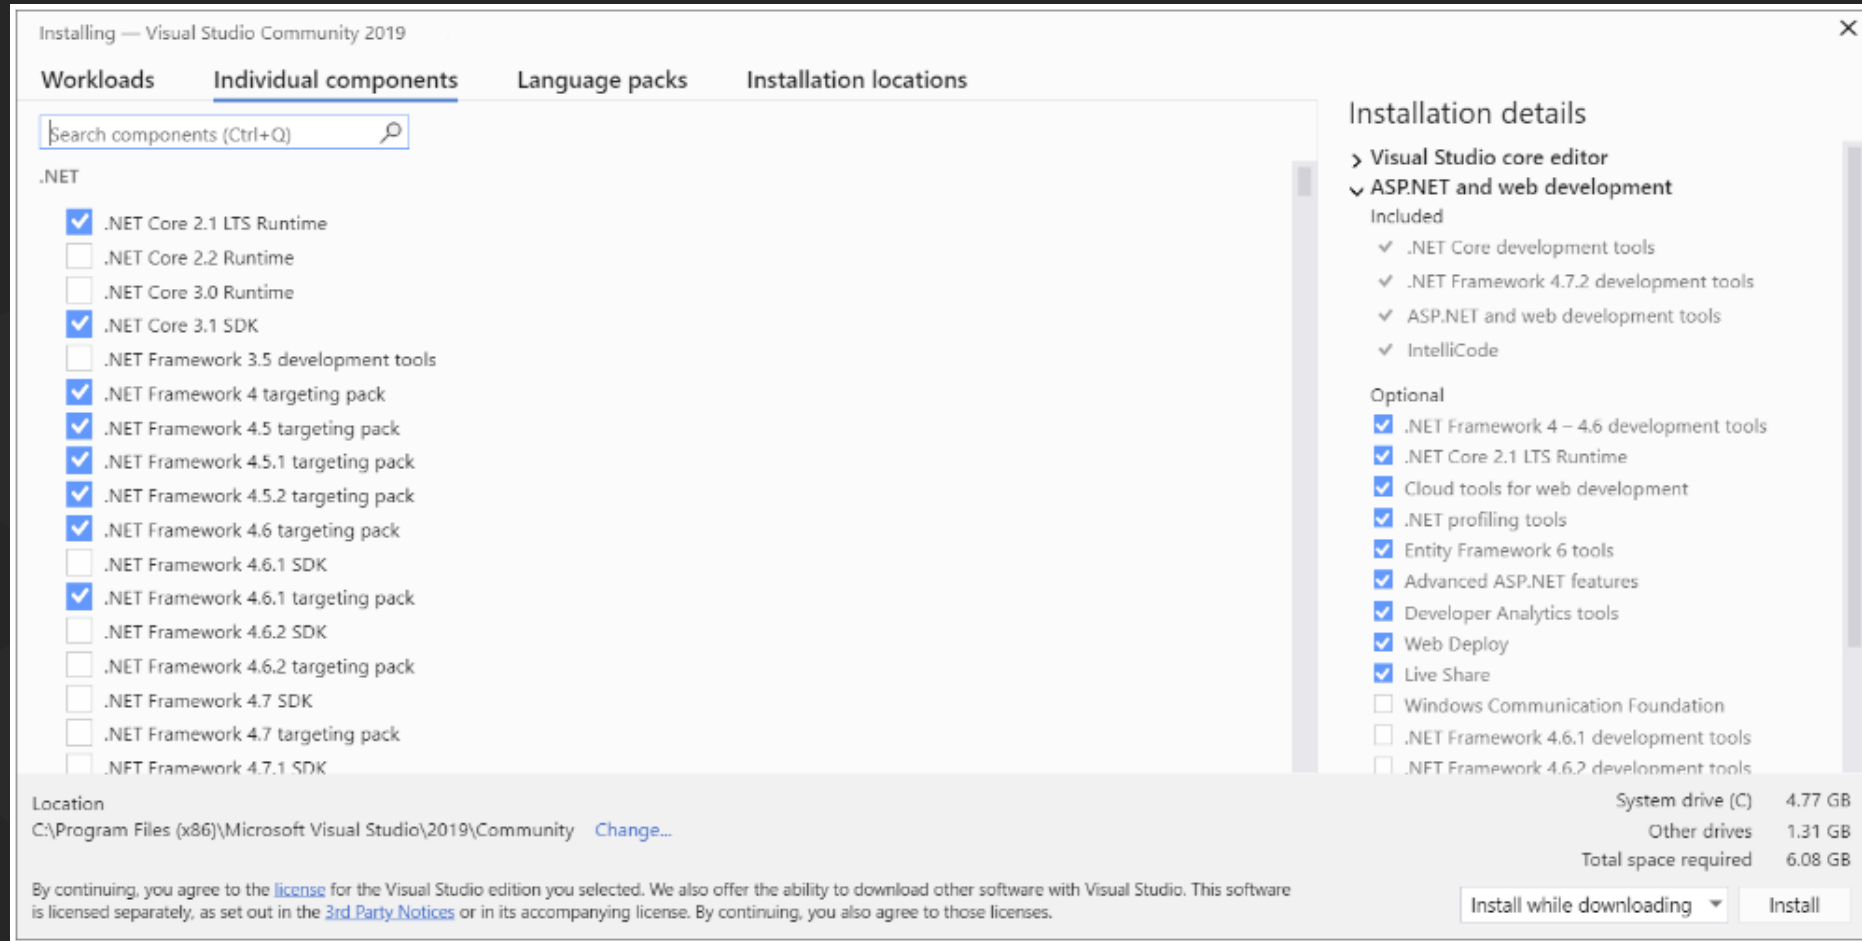 Installing — Visual Studio Community 2019
Workloads Individual components Language packs Installation locations
Search components (Ctrl+Q)
.NET
.NET Core 2.1 LTS Runtime
.NET Core 2.2 Runtime
.NET Core 3.0 Runtime
.NET Core 3.1 SDK
.NET Framework 3.5 development tools
.NET Framework 4 targeting pack
.NET Framework 4.5 targeting pack
.NET Framework 4.5.1 targeting pack
.NET Framework 4.5.2 targeting pack
.NET Framework 4.6 targeting pack
.NET Framework 4.6.1 SDK
.NET Framework 4.6.1 targeting pack
.NET Framework 4.6.2 SDK
.NET Framework 4.6.2 targeting pack
.NET Framework 4.7 SDK
.NET Framework 4.7 targeting pack
.NET Framework 4.7.1 SDK
Installation details
Visual Studio core editor
ASP.NET and web development
Included
.NET Core development tools
.NET Framework 4.7.2 development tools
ASP.NET and web development tools
IntelliCode
Optional
.NET Framework 4 – 4.6 development tools
.NET Core 2.1 LTS Runtime
Cloud tools for web development
.NET profiling tools
Entity Framework 6 tools
Advanced ASP.NET features
Developer Analytics tools
Web Deploy
Live Share
Windows Communication Foundation
.NET Framework 4.6.1 development tools
.NET Framework 4.6.2 development tools
Location
C:\Program Files (x86)\Microsoft Visual Studio\2019\Community Change...
By continuing, you agree to the license for the Visual Studio edition you selected. We also offer the ability to download other software with Visual Studio. This software
is licensed separately, as set out in the 3rd Party Notices or in its accompanying license. By continuing, you also agree to those licenses.
System drive (C) 4.77 GB
Other drives 1.31 GB
Total space required 6.08 GB
Install while downloading Install